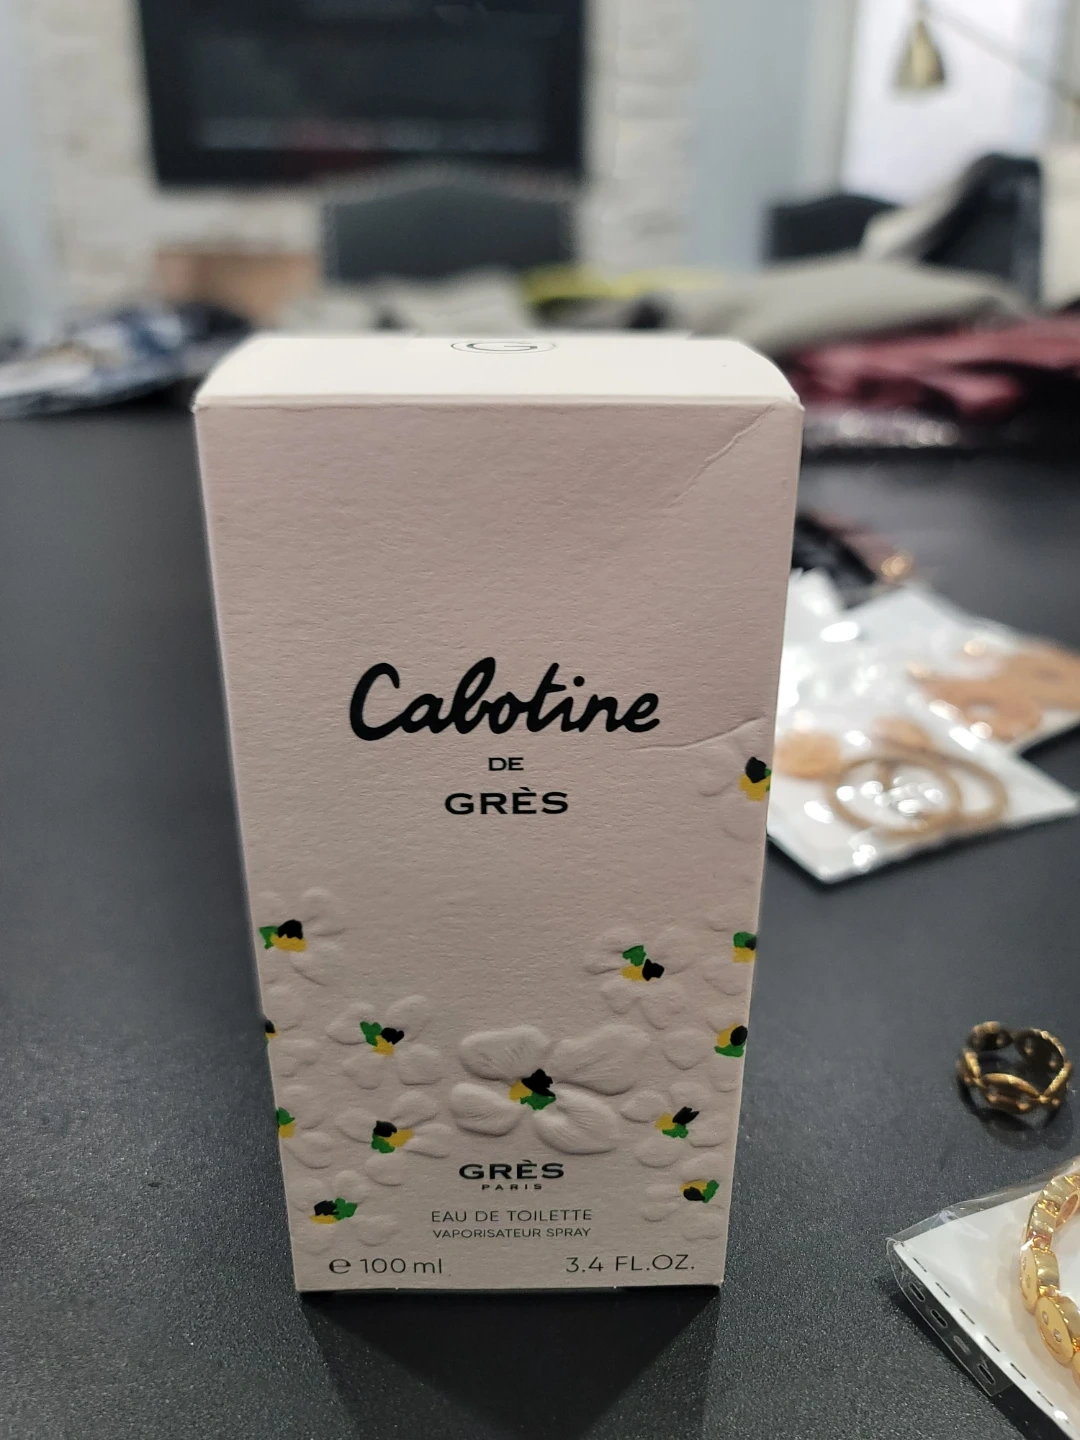 G
Cabotine
DE
GRÈS
GRÈS
PARIS
EAU DE TOILETTE
VAPORISATEUR SPRAY
℮ 100 ml
3.4 FL.OZ.